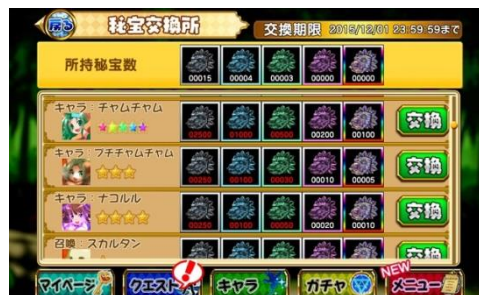 戻る 秘宝交換所 交換期限 2015/12/01 23:59:59まで
所持秘宝数 00015 00004 00003 00000 00000
キャラ：チャムチャム
02500 01000 00500 00200 00100 交換
キャラ：プチチャムチャム
00250 00100 00030 00010 00005 交換
キャラ：ナコルル
00250 00100 00050 00020 00010 交換
召喚：スカルタン
交換
マイページ クエスト キャラ ガチャ NEW メニュー